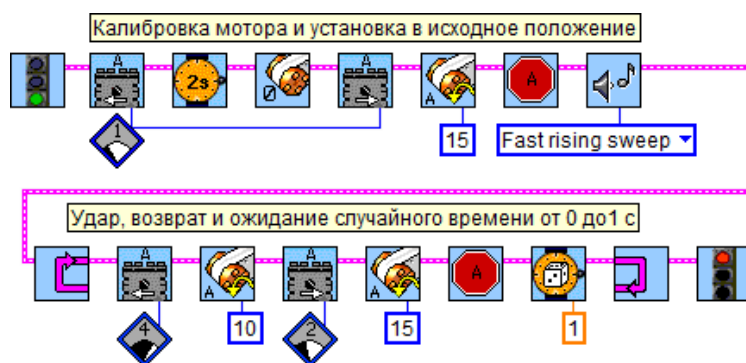 Калибровка мотора и установка в исходное положение
A 2s A A
0 A
1 15 Fast rising sweep
Удар, возврат и ожидание случайного времени от 0 до1 с
A A A
A A
4 10 2 15 1